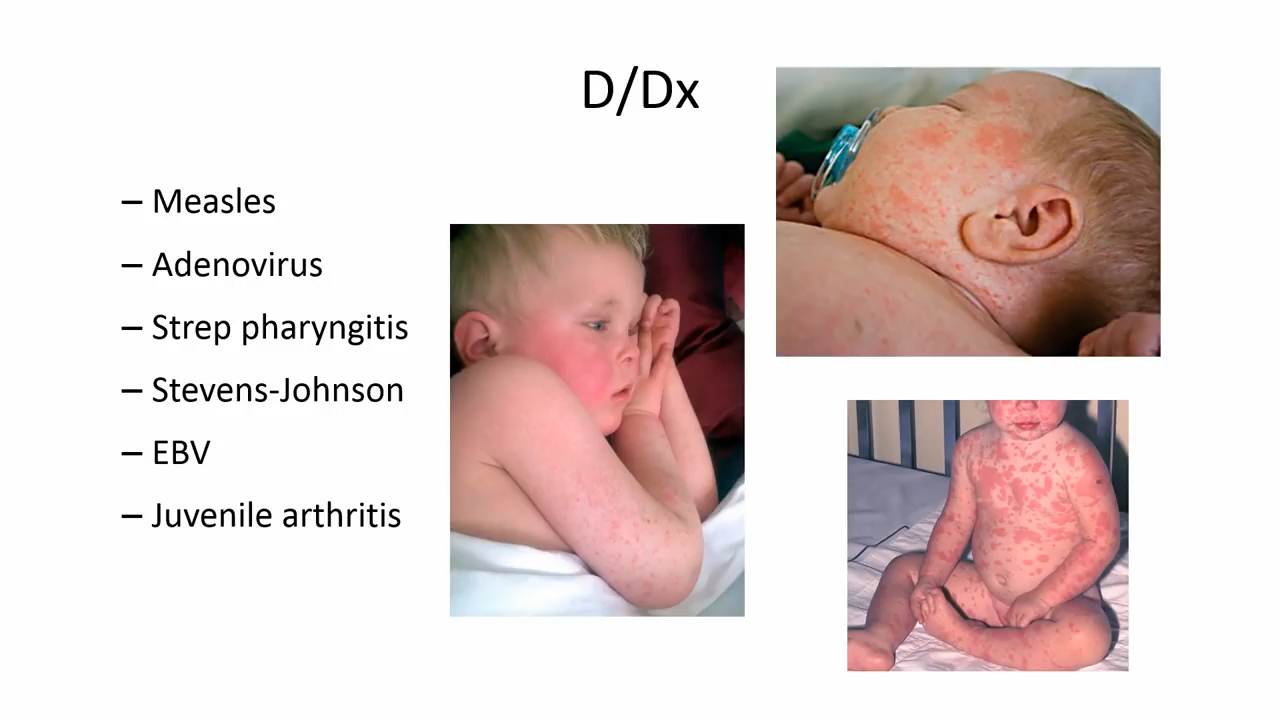 D/Dx
– Measles
– Adenovirus
– Strep pharyngitis
– Stevens-Johnson
– EBV
– Juvenile arthritis